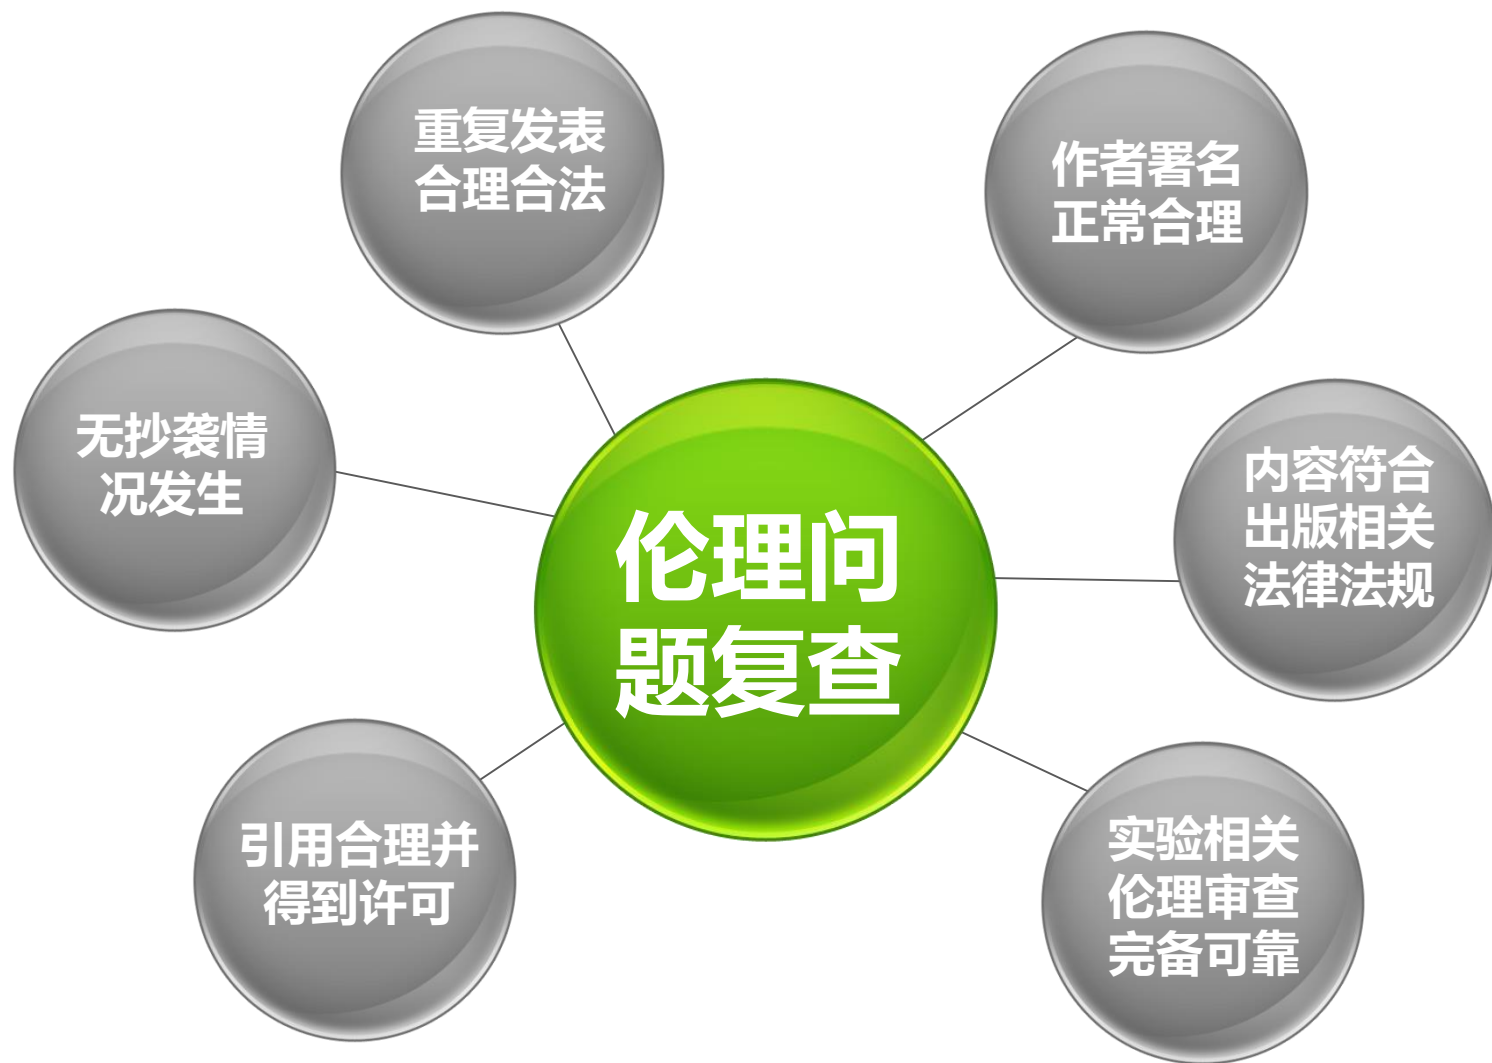 重复发表
合理合法
作者署名
正常合理
无抄袭情
况发生
内容符合
出版相关
法律法规
伦理问
题复查
引用合理并
得到许可
实验相关
伦理审查
完备可靠